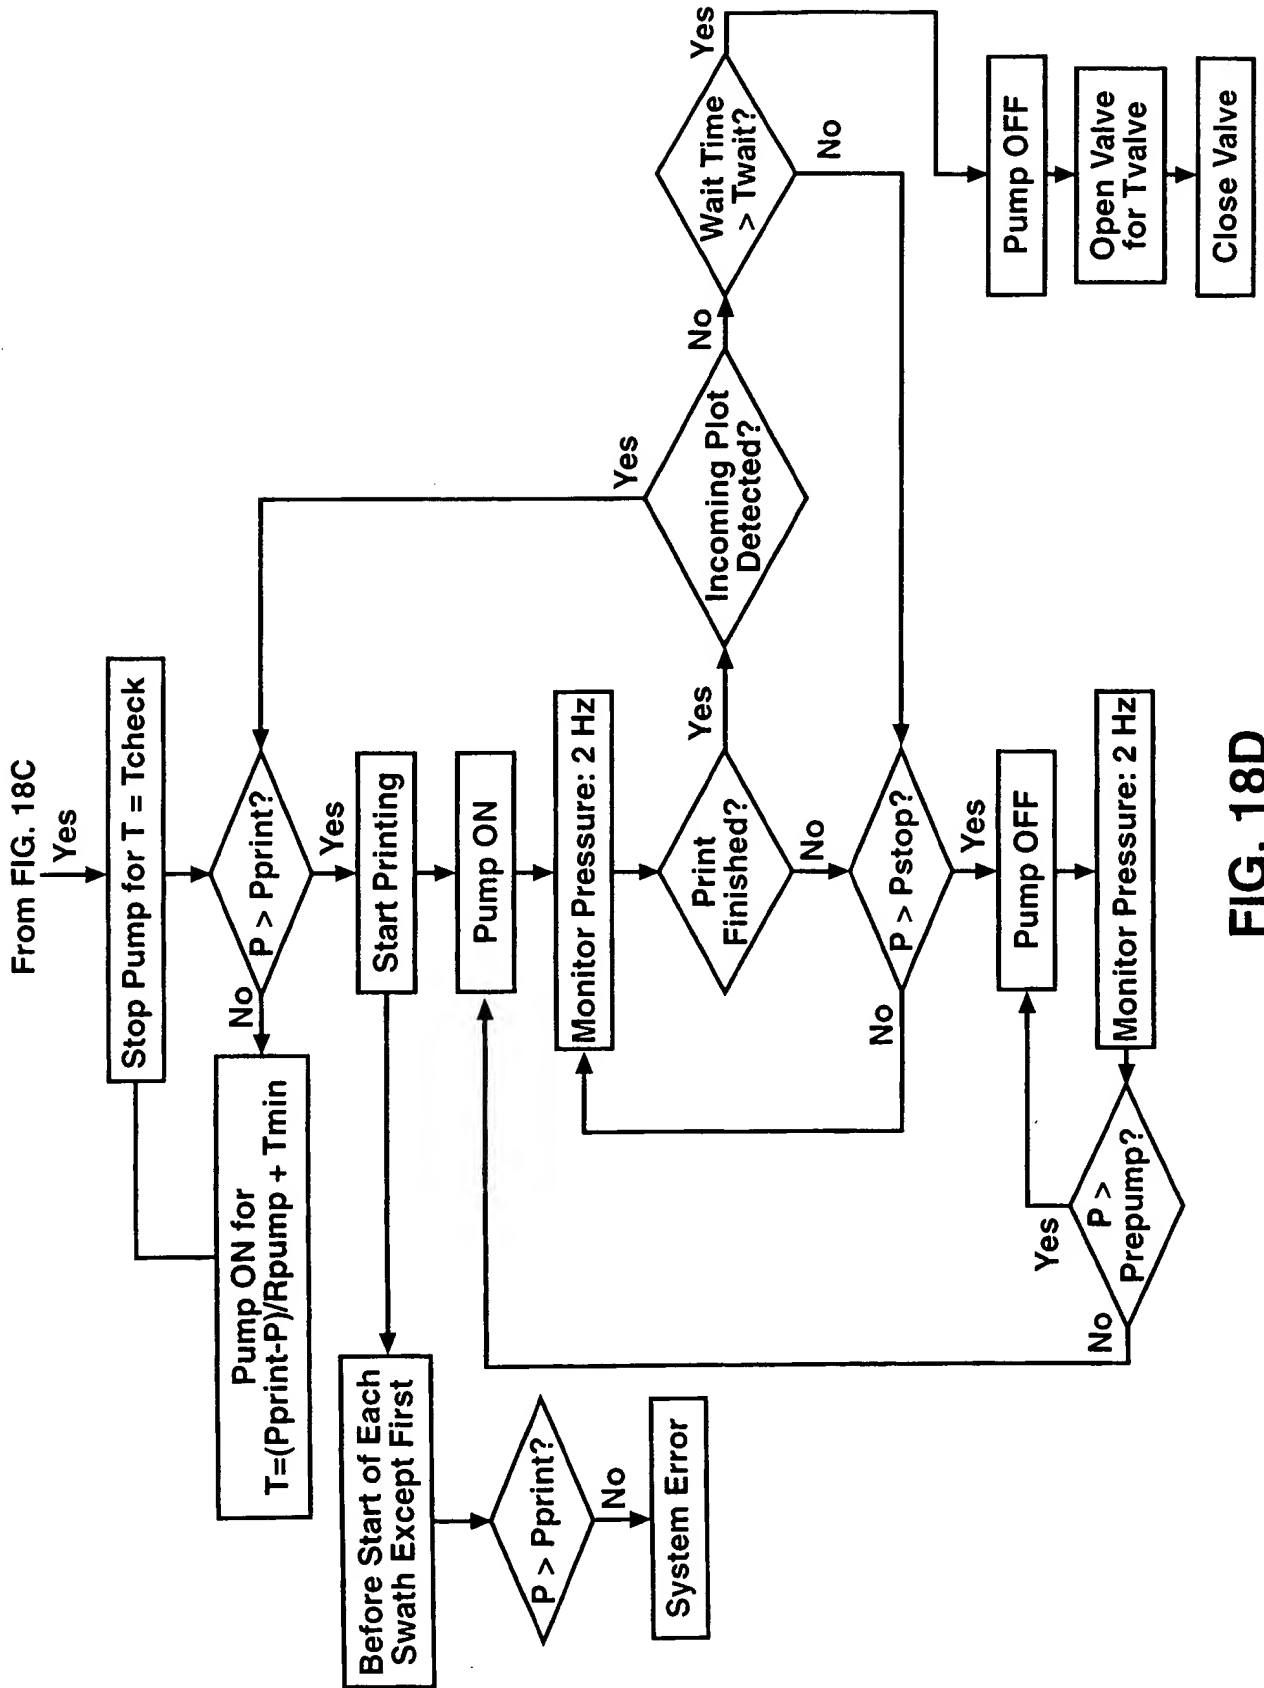 From FIG. 18C
Yes
Stop Pump for T = Tcheck
P > Pprint?
No
Pump ON for
T=(Pprint-P)/Rpump + Tmin
Yes
Start Printing
Before Start of Each
Swath Except First
P > Pprint?
No
System Error
Pump ON
Monitor Pressure: 2 Hz
Print
Finished?
Yes
Incoming Plot
Detected?
Yes
No
Wait Time
> Twait?
Yes
No
Pump OFF
Open Valve
for Tvalve
Close Valve
No
P > Pstop?
No
Yes
Pump OFF
Monitor Pressure: 2 Hz
P >
Prepump?
Yes
No
FIG. 18D